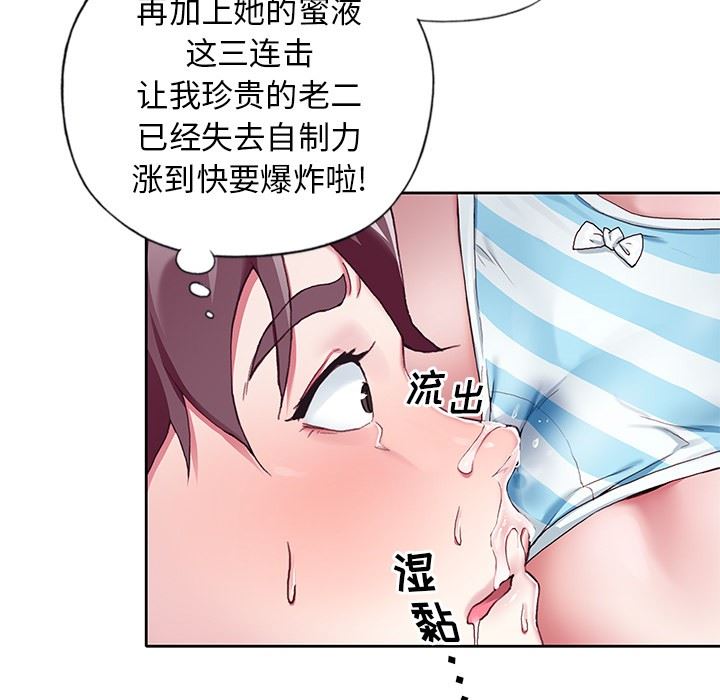 再加上她的蜜液
这三连击
让我珍贵的老二
已经失去自制力
涨到快要爆炸啦!
流出
湿黏…